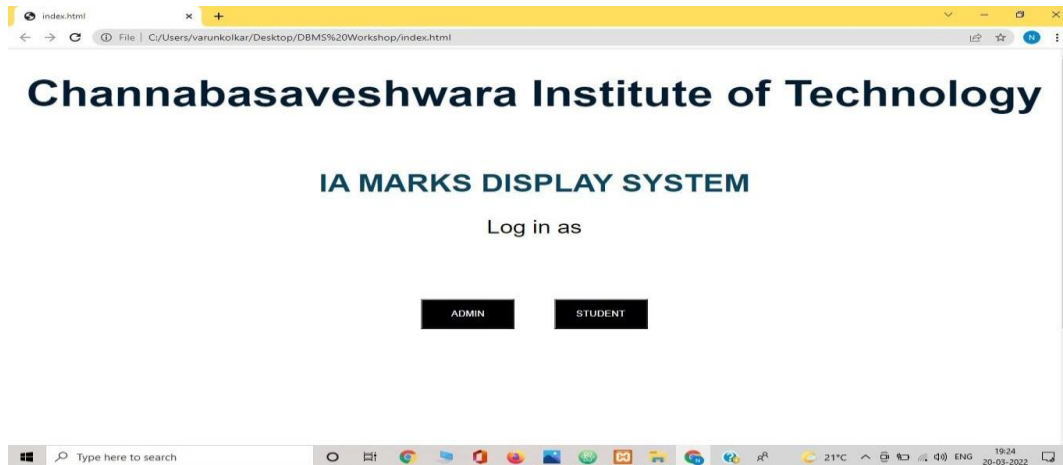 index.html
File | C:/Users/varunkolkar/Desktop/DBMS%20Workshop/index.html
N
Channabasaveshwara Institute of Technology
IA MARKS DISPLAY SYSTEM
Log in as
ADMIN STUDENT
Type here to search 21°C ENG 19:24
20-03-2022